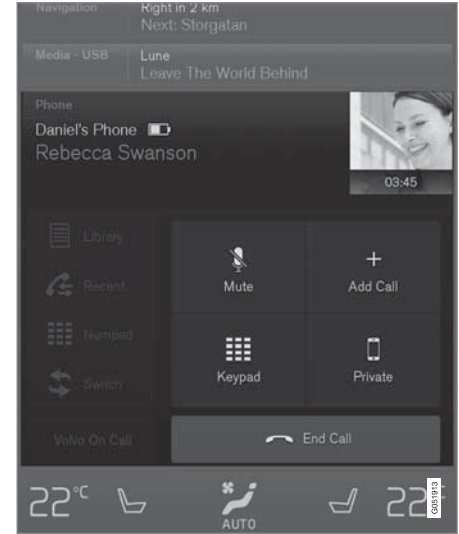 Navigation
Right in 2 km
Next: Storgatan
Media - USB
Lune
Leave The World Behind
Phone
Daniel's Phone
Rebecca Swanson
03:45
Library
Recent
Numpad
Switch
Volvo On Call
Mute
Add Call
Keypad
Private
End Call
22°C
AUTO
22
G051913